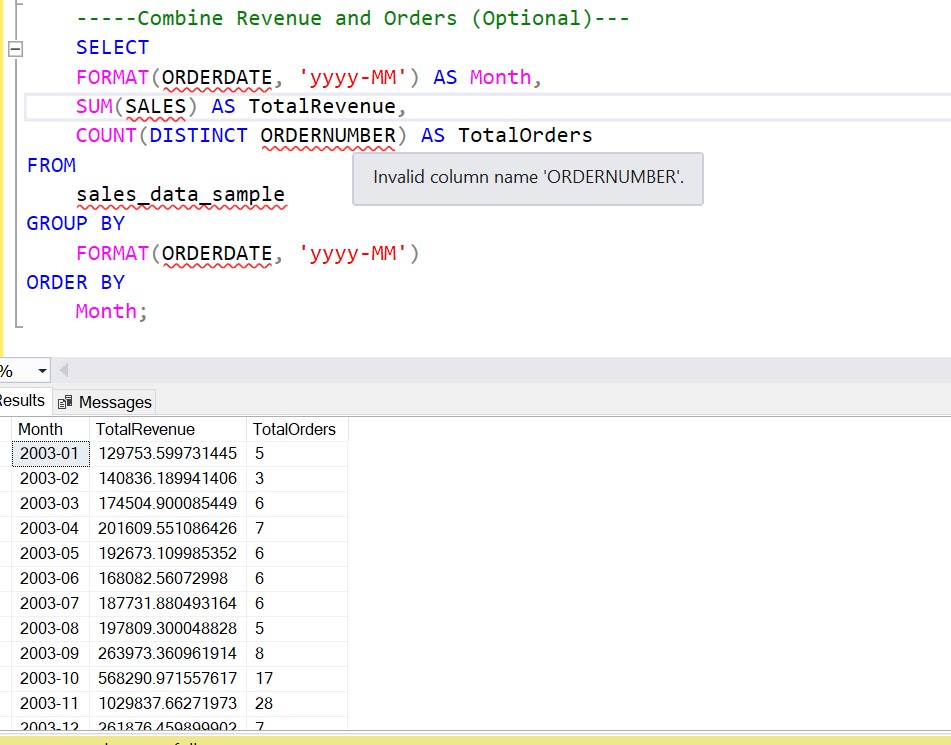 -----Combine Revenue and Orders (Optional)---
SELECT
FORMAT(ORDERDATE, 'yyyy-MM') AS Month,
SUM(SALES) AS TotalRevenue,
COUNT(DISTINCT ORDERNUMBER) AS TotalOrders
FROM
Invalid column name 'ORDERNUMBER'.
sales_data_sample
GROUP BY
FORMAT(ORDERDATE, 'yyyy-MM')
ORDER BY
Month;
%
Results Messages
Month TotalRevenue TotalOrders
2003-01 129753.599731445 5
2003-02 140836.189941406 3
2003-03 174504.900085449 6
2003-04 201609.551086426 7
2003-05 192673.109985352 6
2003-06 168082.56072998 6
2003-07 187731.880493164 6
2003-08 197809.300048828 5
2003-09 263973.360961914 8
2003-10 568290.971557617 17
2003-11 1029837.66271973 28
2003-12 261876.459899902 7